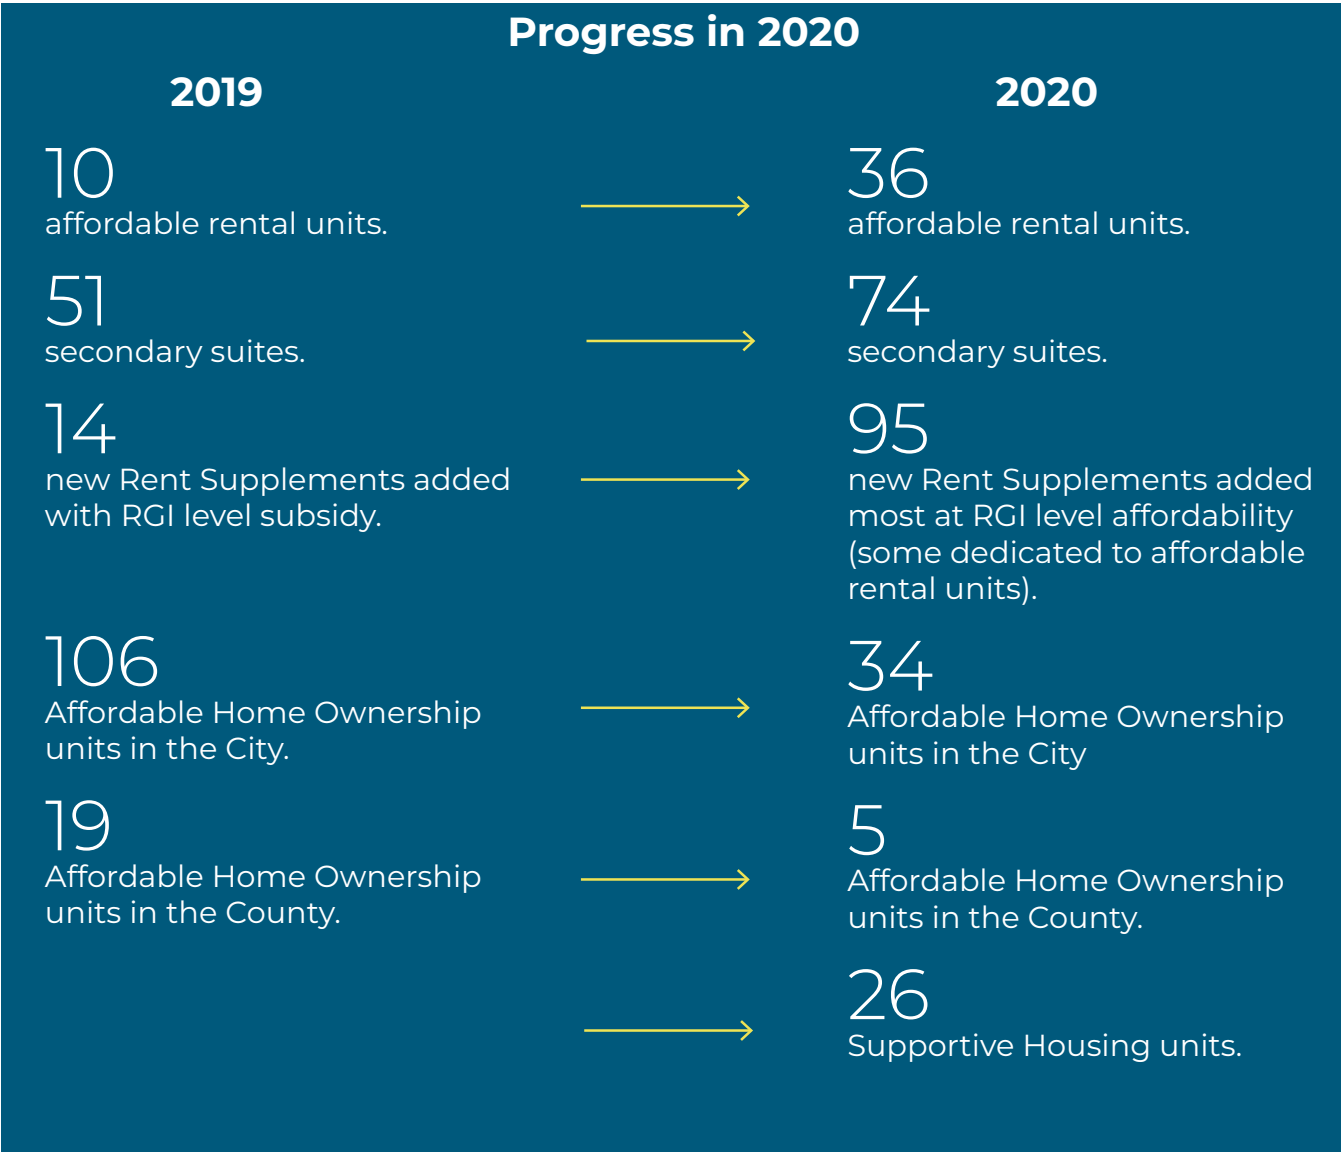 Progress in 2020
2019
2020
10
affordable rental units.
36
affordable rental units.
51
secondary suites.
74
secondary suites.
14
new Rent Supplements added
with RGI level subsidy.
95
new Rent Supplements added
most at RGI level affordability
(some dedicated to affordable
rental units).
106
Affordable Home Ownership
units in the City.
34
Affordable Home Ownership
units in the City
19
Affordable Home Ownership
units in the County.
5
Affordable Home Ownership
units in the County.
26
Supportive Housing units.